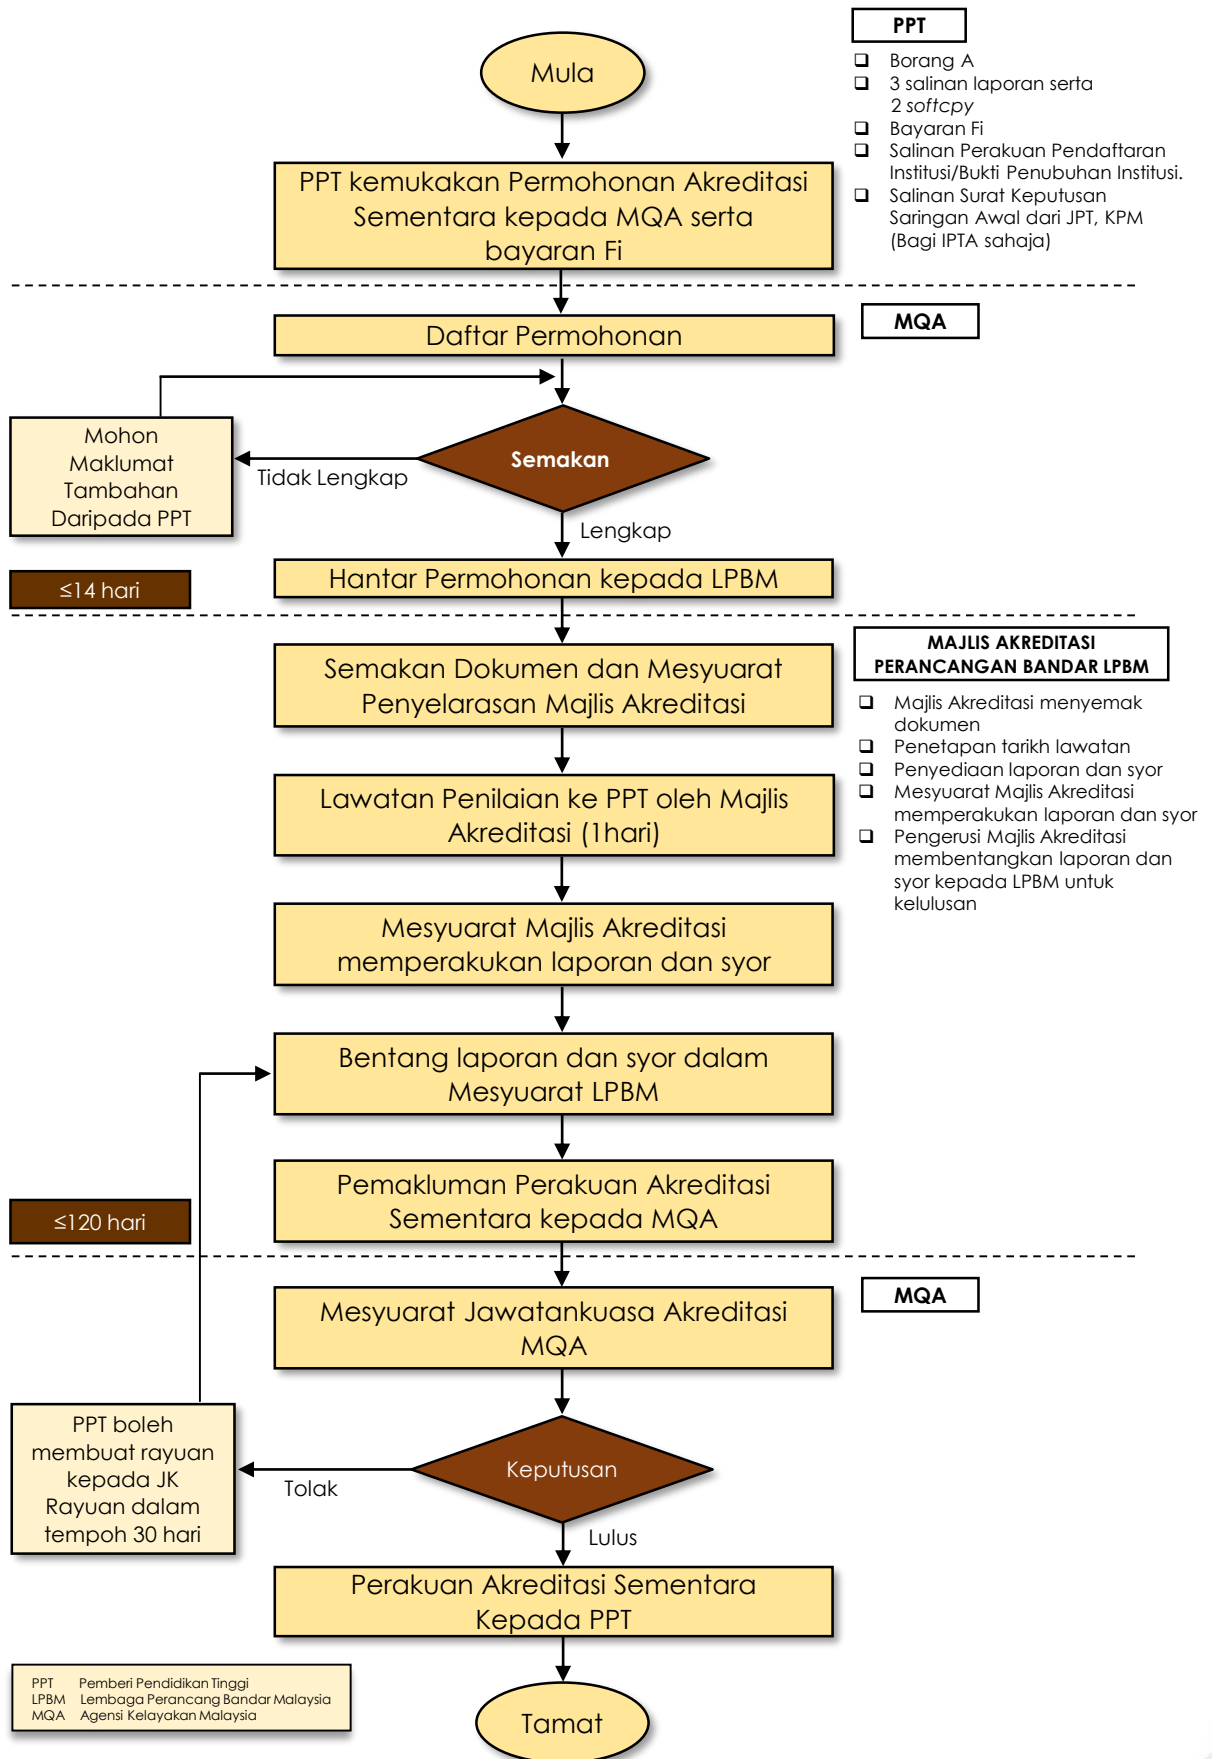 PPT
Borang A
3 salinan laporan serta
2 softcpy
Bayaran Fi
Salinan Perakuan Pendaftaran
Institusi/Bukti Penubuhan Institusi.
Salinan Surat Keputusan
Saringan Awal dari JPT, KPM
(Bagi IPTA sahaja)
Mula
PPT kemukakan Permohonan Akreditasi
Sementara kepada MQA serta
bayaran Fi
MQA
Daftar Permohonan
Semakan
Tidak Lengkap
Mohon
Maklumat
Tambahan
Daripada PPT
Lengkap
Hantar Permohonan kepada LPBM
≤14 hari
MAJLIS AKREDITASI
PERANCANGAN BANDAR LPBM
Majlis Akreditasi menyemak
dokumen
Penetapan tarikh lawatan
Penyediaan laporan dan syor
Mesyuarat Majlis Akreditasi
memperakukan laporan dan syor
Pengerusi Majlis Akreditasi
membentangkan laporan dan
syor kepada LPBM untuk
kelulusan
Semakan Dokumen dan Mesyuarat
Penyelarasan Majlis Akreditasi
Lawatan Penilaian ke PPT oleh Majlis
Akreditasi (1hari)
Mesyuarat Majlis Akreditasi
memperakukan laporan dan syor
Bentang laporan dan syor dalam
Mesyuarat LPBM
Pemakluman Perakuan Akreditasi
Sementara kepada MQA
≤120 hari
MQA
Mesyuarat Jawatankuasa Akreditasi
MQA
Keputusan
Tolak
PPT boleh
membuat rayuan
kepada JK
Rayuan dalam
tempoh 30 hari
Lulus
Perakuan Akreditasi Sementara
Kepada PPT
Tamat
PPT Pemberi Pendidikan Tinggi
LPBM Lembaga Perancang Bandar Malaysia
MQA Agensi Kelayakan Malaysia